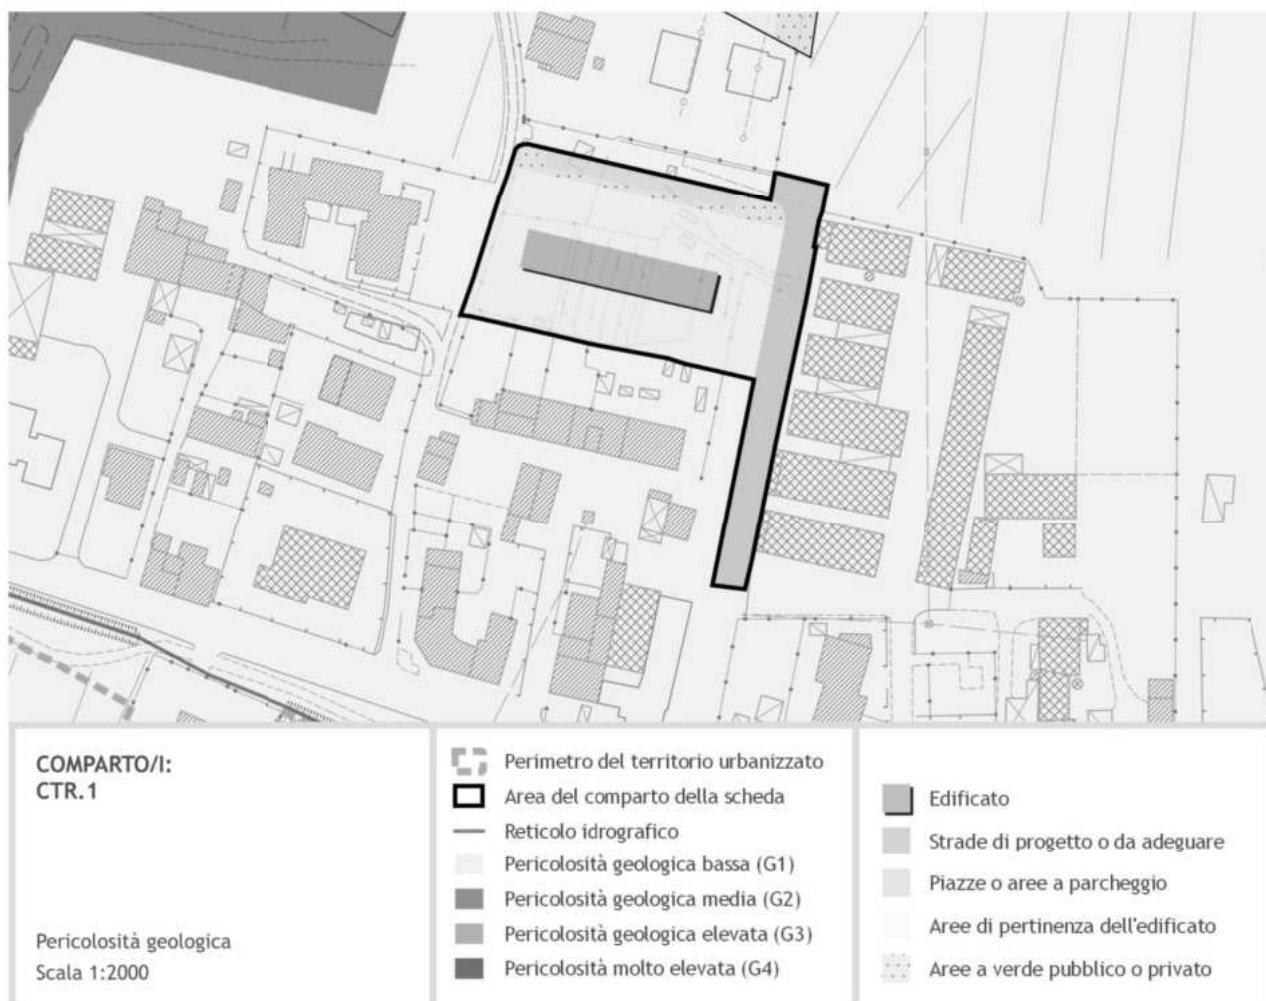 COMPARTO/I:
CTR.1
Pericolosità geologica
Scala 1:2000
Perimetro del territorio urbanizzato
Area del comparto della scheda
Reticolo idrografico
Pericolosità geologica bassa (G1)
Pericolosità geologica media (G2)
Pericolosità geologica elevata (G3)
Pericolosità molto elevata (G4)
Edificato
Strade di progetto o da adeguare
Piazze o aree a parcheggio
Aree di pertinenza dell'edificato
Aree a verde pubblico o privato